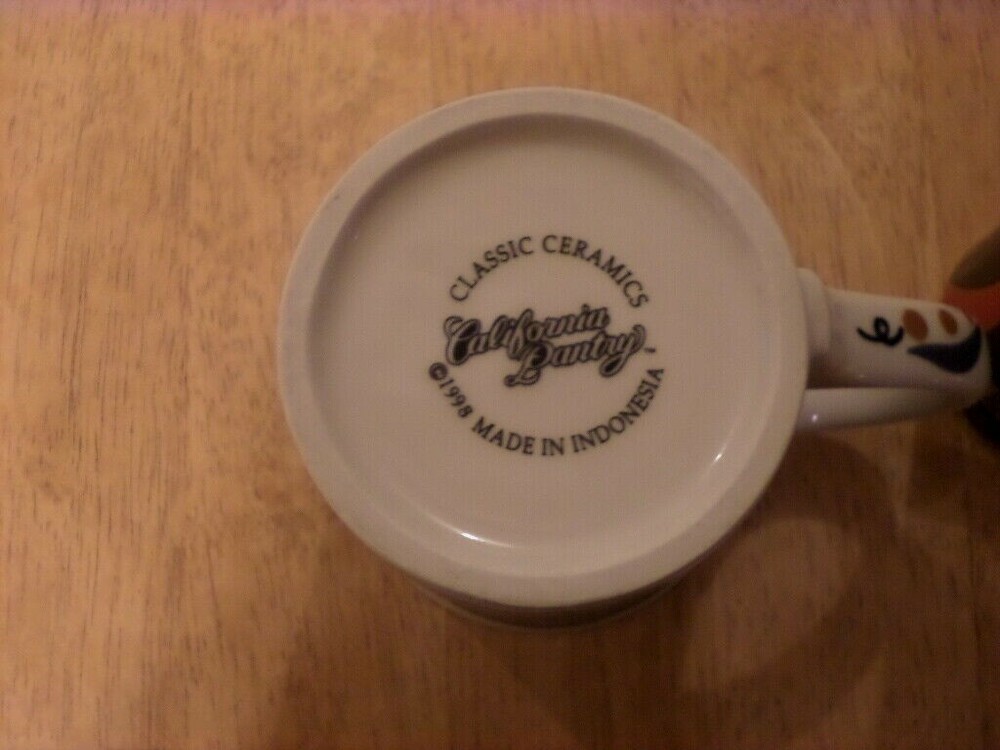 CLASSIC CERAMICS
California
Pantry
©1998 MADE IN INDONESIA